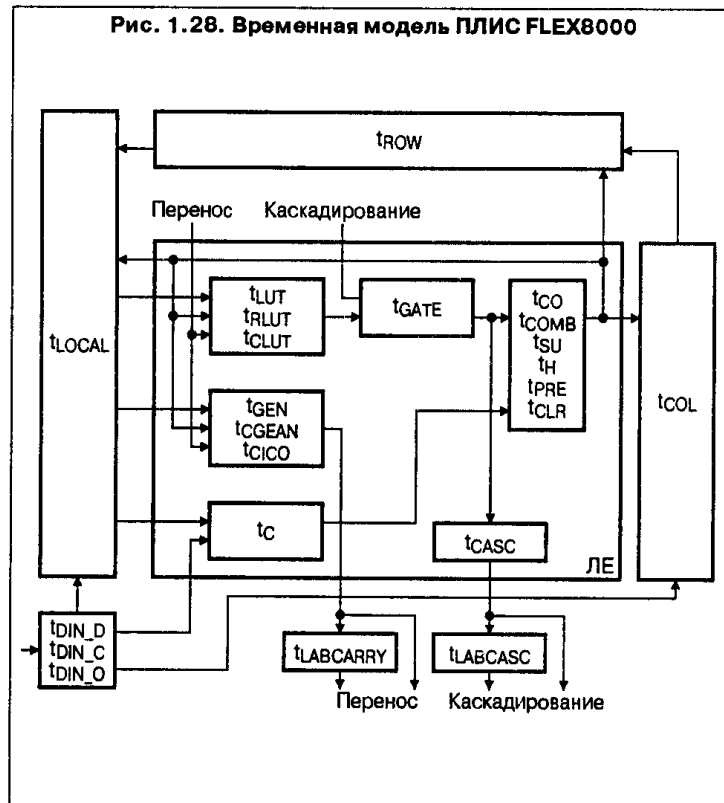 Рис. 1.28. Временная модель ПЛИС FLEX8000
tROW
Перенос
Каскадирование
tLOCAL
tLUT
tRLUT
tCLUT
tGATE
tCO
tCOMB
tSU
tH
tPRE
tCLR
tCOL
tGEN
tCGEAN
tCICO
tC
tCASC
ЛЕ
tDIN_D
tDIN_C
tDIN_O
tLABCARRY
tLABCASC
Перенос
Каскадирование